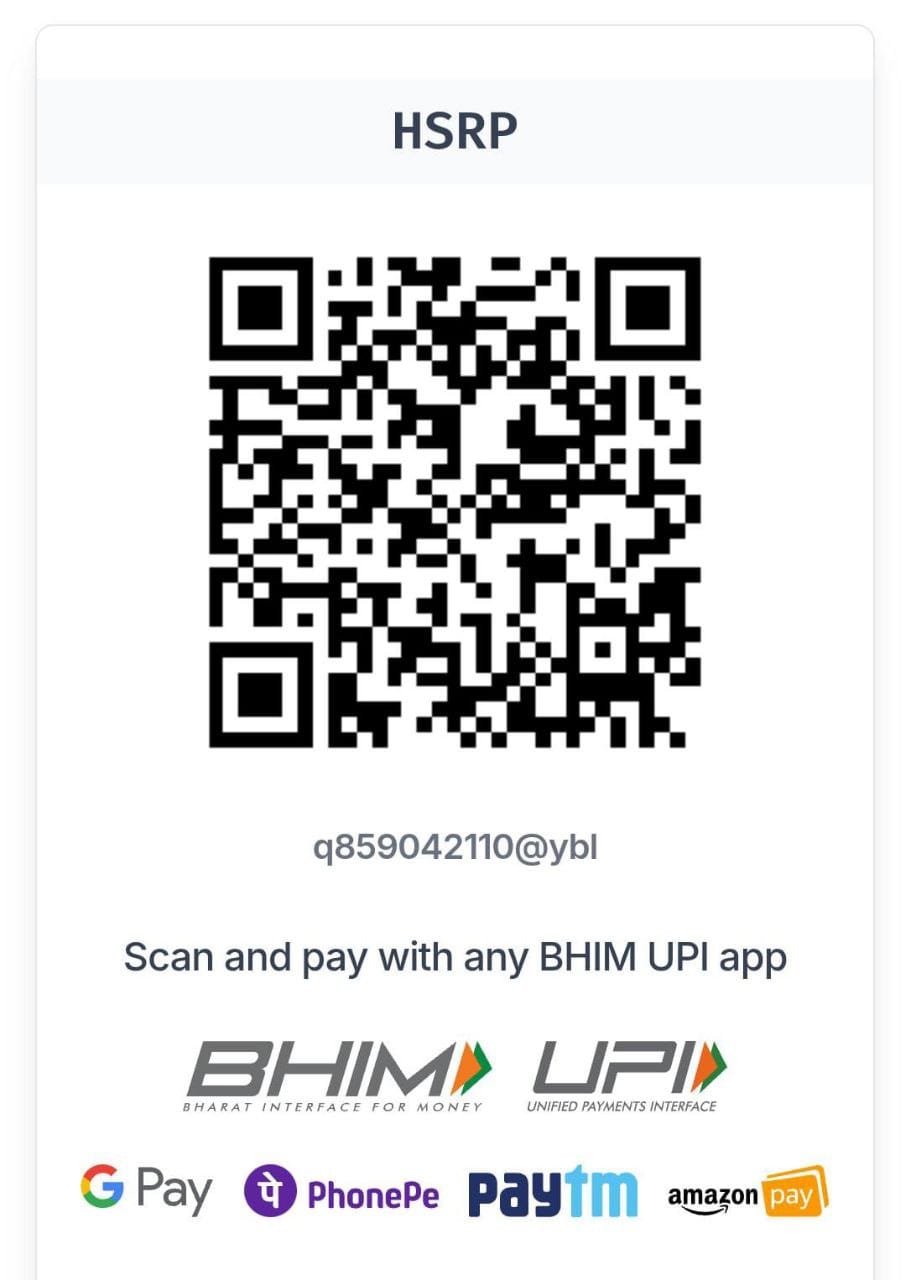 HSRP
q859042110@ybl
Scan and pay with any BHIM UPI app
BHIM UPI
BHARAT INTERFACE FOR MONEY UNIFIED PAYMENTS INTERFACE
G Pay पे PhonePe paytm amazon pay